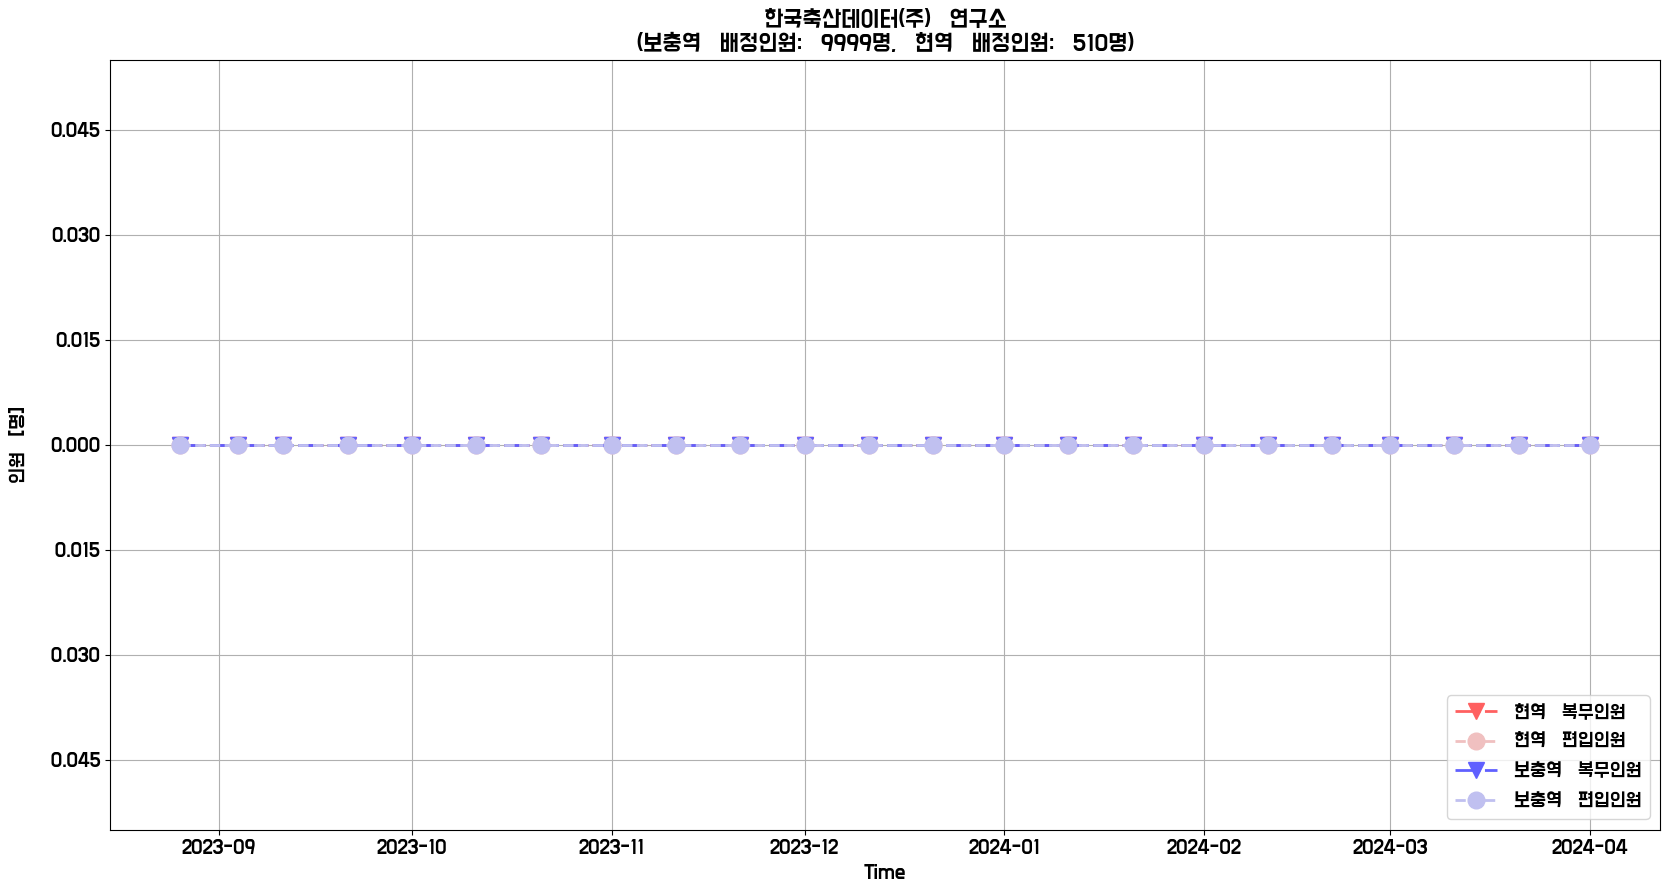 한국축산데이터(주) 연구소
(보충역 배정인원: 9999명, 현역 배정인원: 510명)
0.045
0.030
0.015
0.000
0.015
0.030
0.045
인원 [명]
2023-09 2023-10 2023-11 2023-12 2024-01 2024-02 2024-03 2024-04
Time
현역 복무인원
현역 편입인원
보충역 복무인원
보충역 편입인원